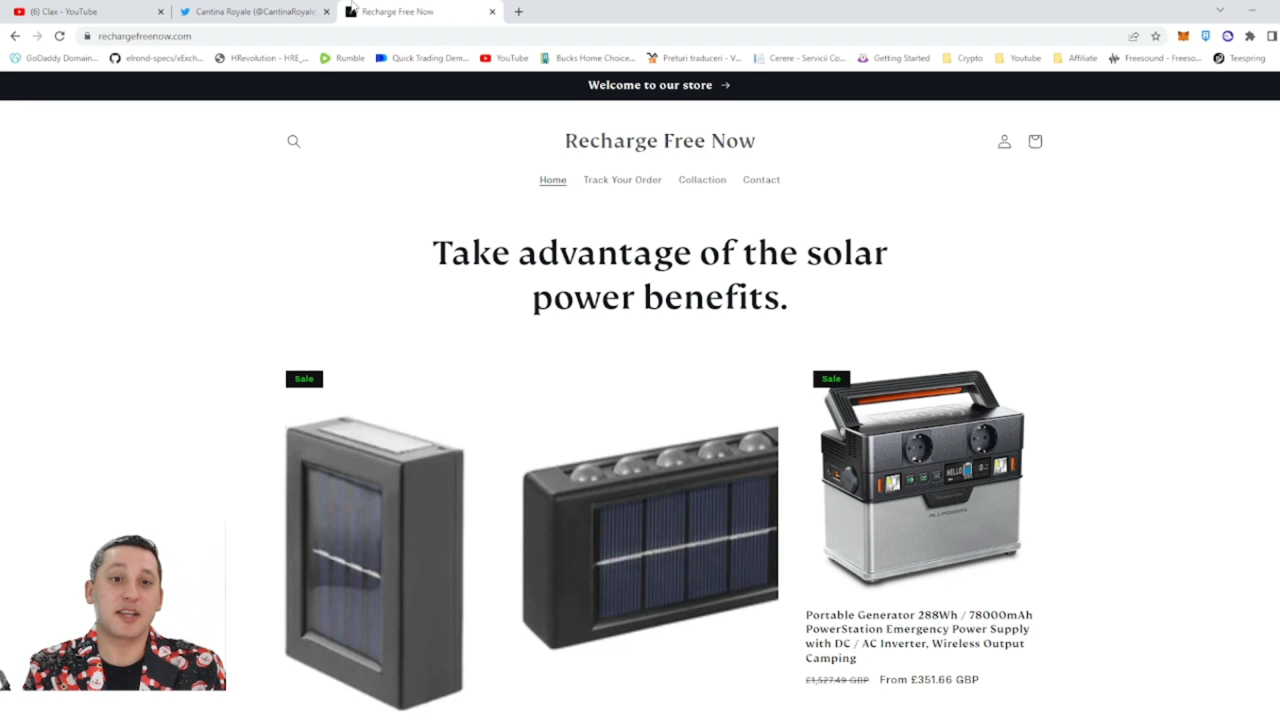 (6) Clax - YouTube
Cantina Royale (@CantinaRoyale
Recharge Free Now
rechargefreenow.com
GoDaddy Domain...
elrond-specs/xExch...
HRevolution - HRE_...
Rumble
Quick Trading Dem...
YouTube
Bucks Home Choice...
Preturi traduceri - V...
Cerere - Servicii Co...
Getting Started
Crypto
Youtube
Affiliate
Freesound - Freeso...
Teespring
Welcome to our store →
Recharge Free Now
Home
Track Your Order
Collaction
Contact
Take advantage of the solar
power benefits.
Sale
Sale
HELLO
ALLPOWERS
Portable Generator 288Wh / 78000mAh
PowerStation Emergency Power Supply
with DC / AC Inverter, Wireless Output
Camping
£1,527.49 GBP From £351.66 GBP